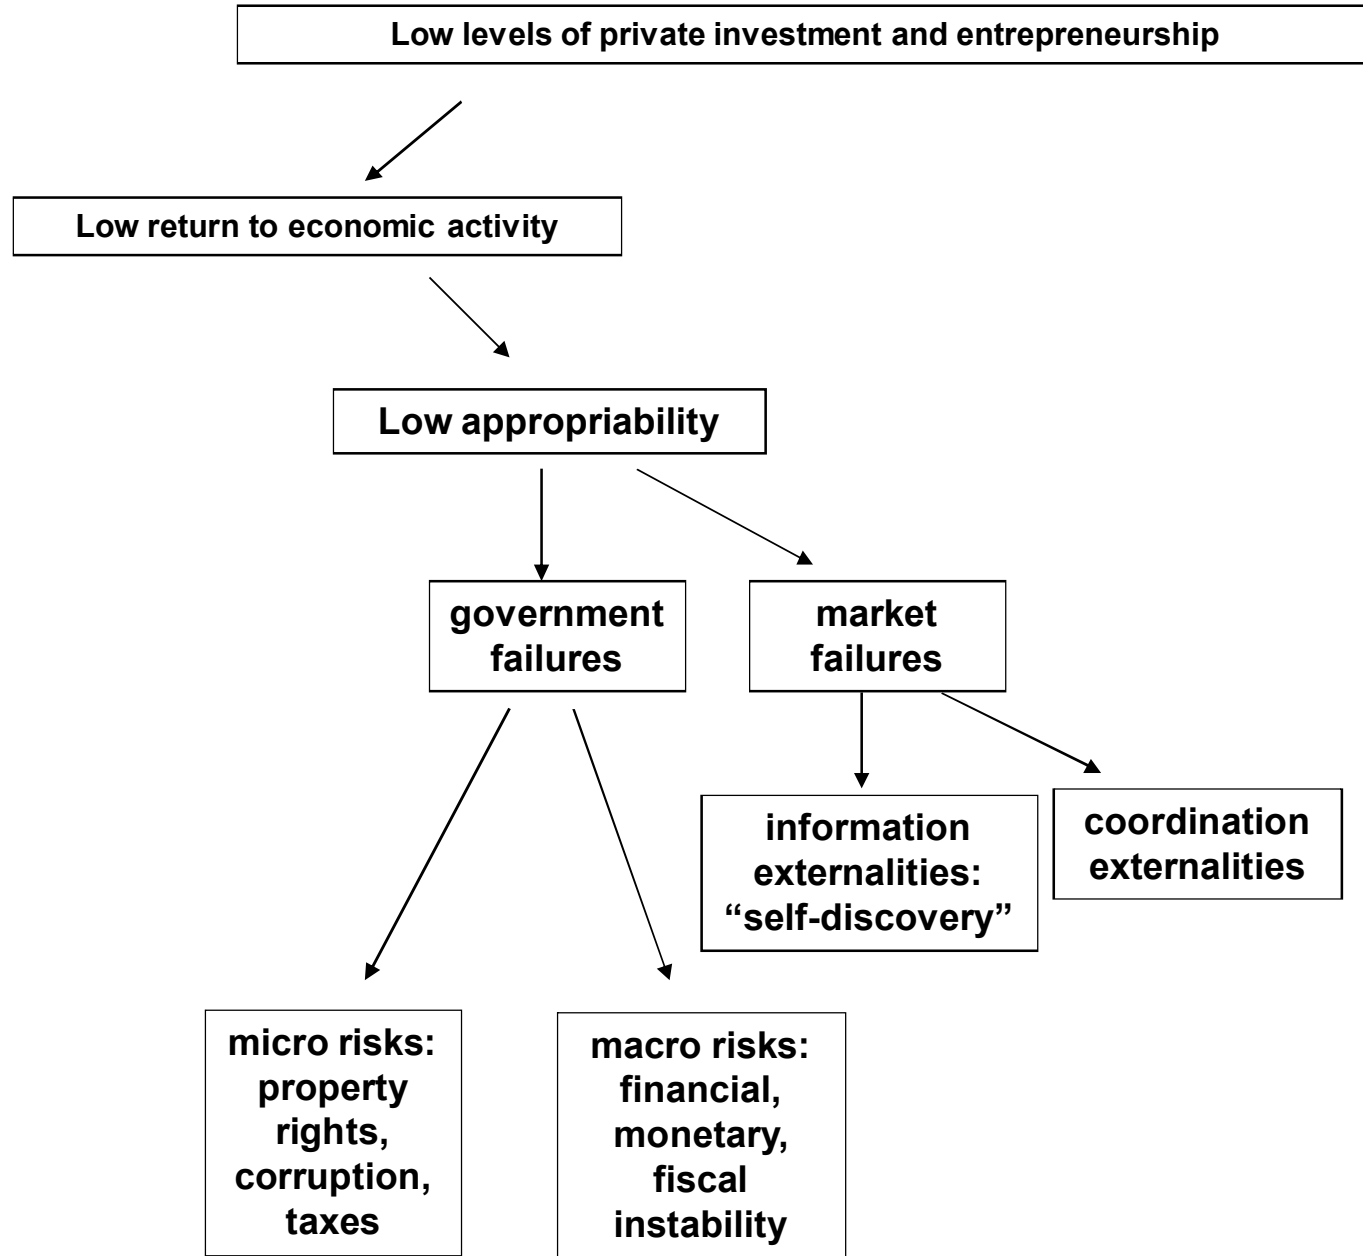 Low levels of private investment and entrepreneurship
Low return to economic activity
Low appropriability
government
failures
market
failures
information
externalities:
“self-discovery”
coordination
externalities
micro risks:
property
rights,
corruption,
taxes
macro risks:
financial,
monetary,
fiscal
instability